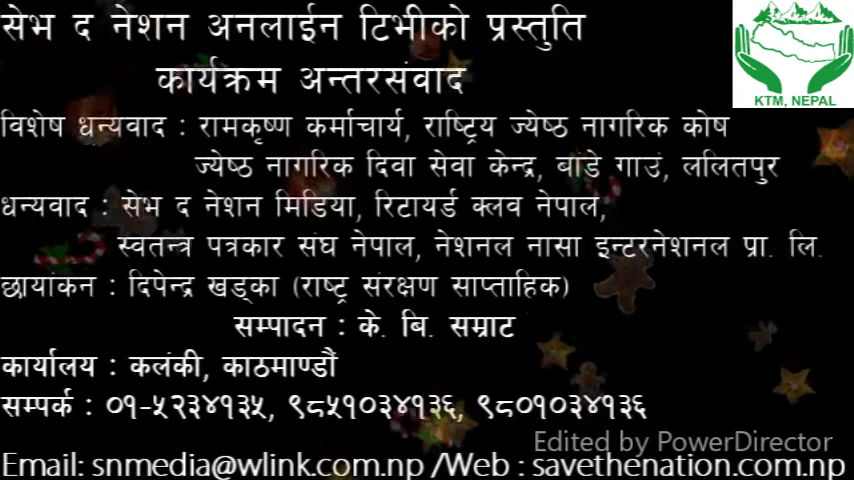 सेभ द नेशन अनलाईन टिभीको प्रस्तुति
कार्यक्रम अन्तरसंवाद
KTM, NEPAL
विशेष धन्यवाद : रामकृष्ण कर्माचार्य, राष्ट्रिय ज्येष्ठ नागरिक कोष
ज्येष्ठ नागरिक दिवा सेवा केन्द्र, बाडे गाउं, ललितपुर
धन्यवाद : सेभ द नेशन मिडिया, रिटायर्ड क्लव नेपाल,
स्वतन्त्र पत्रकार संघ नेपाल, नेशनल नासा इन्टरनेशनल प्रा. लि.
छायांकन : दिपेन्द्र खड्का (राष्ट्र संरक्षण साप्ताहिक)
सम्पादन : के. बि. सम्राट
कार्यालय : कलंकी, काठमाण्डौं
सम्पर्क : ०१-५२३४१३५, ९८५१०३४१३६, ९८०१०३४१३६
Edited by PowerDirector
Email: snmedia@wlink.com.np /Web : savethenation.com.np